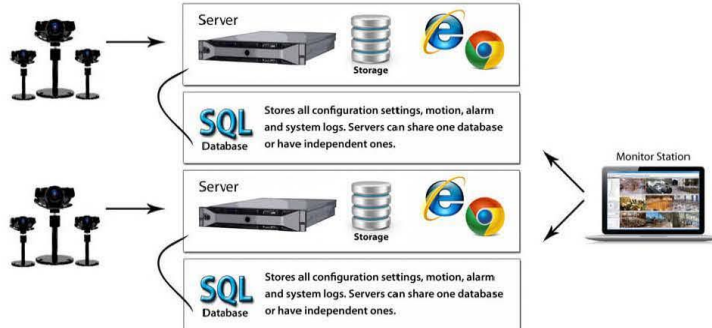 Server
Storage
SQL
Database
Stores all configuration settings, motion, alarm
and system logs. Servers can share one database
or have independent ones.
Monitor Station
Server
Storage
SQL
Database
Stores all configuration settings, motion, alarm
and system logs. Servers can share one database
or have independent ones.